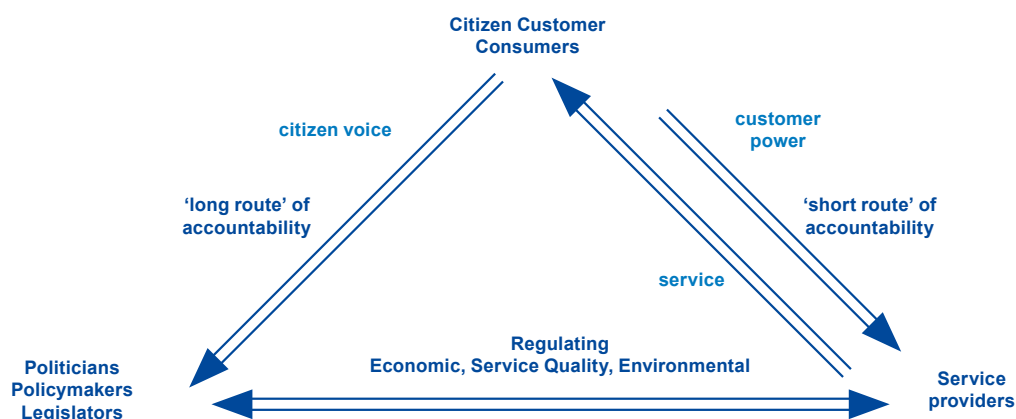 Citizen Customer
Consumers
citizen voice
customer
power
‘long route’ of
accountability
‘short route’ of
accountability
service
Regulating
Economic, Service Quality, Environmental
Politicians
Policymakers
Legislators
Service
providers